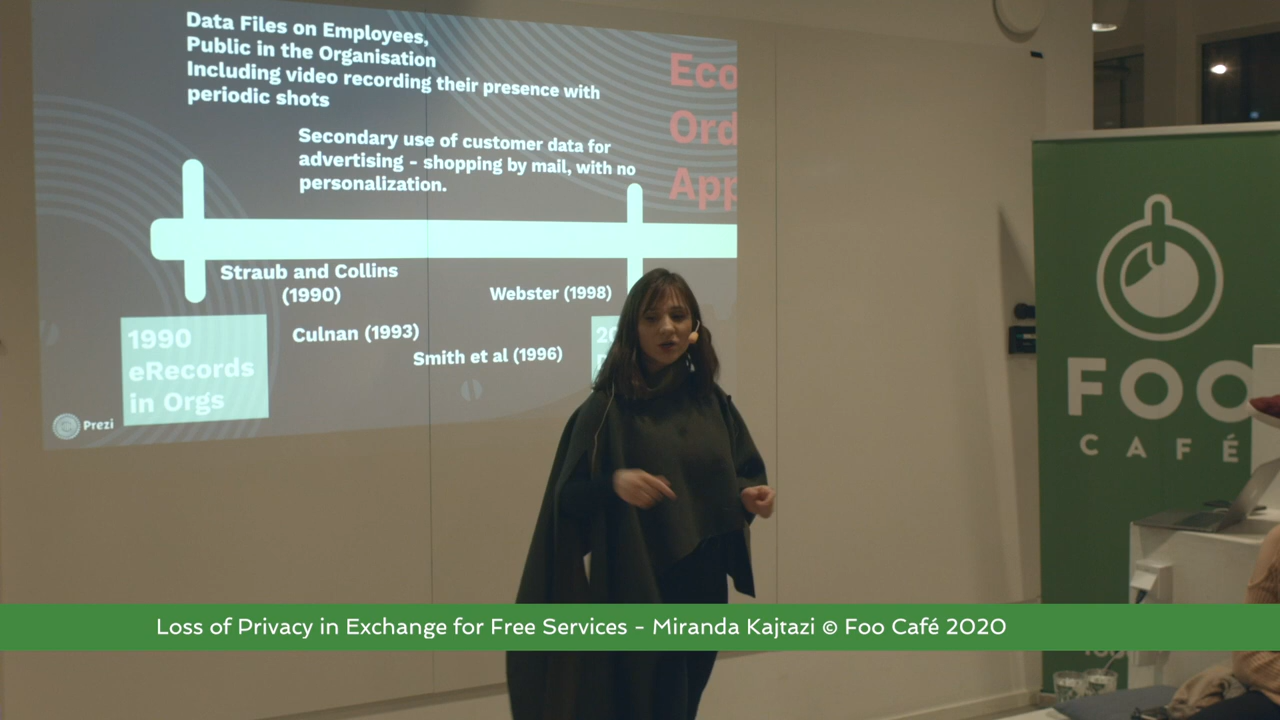 Data Files on Employees,
Public in the Organisation
Including video recording their presence with
periodic shots
Secondary use of customer data for
advertising - shopping by mail, with no
personalization.
Eco
Ord
App
Straub and Collins
(1990)
Webster (1998)
Culnan (1993)
Smith et al (1996)
1990
eRecords
in Orgs
20
Prezi
FOO
CAFÉ
Loss of Privacy in Exchange for Free Services - Miranda Kajtazi © Foo Café 2020